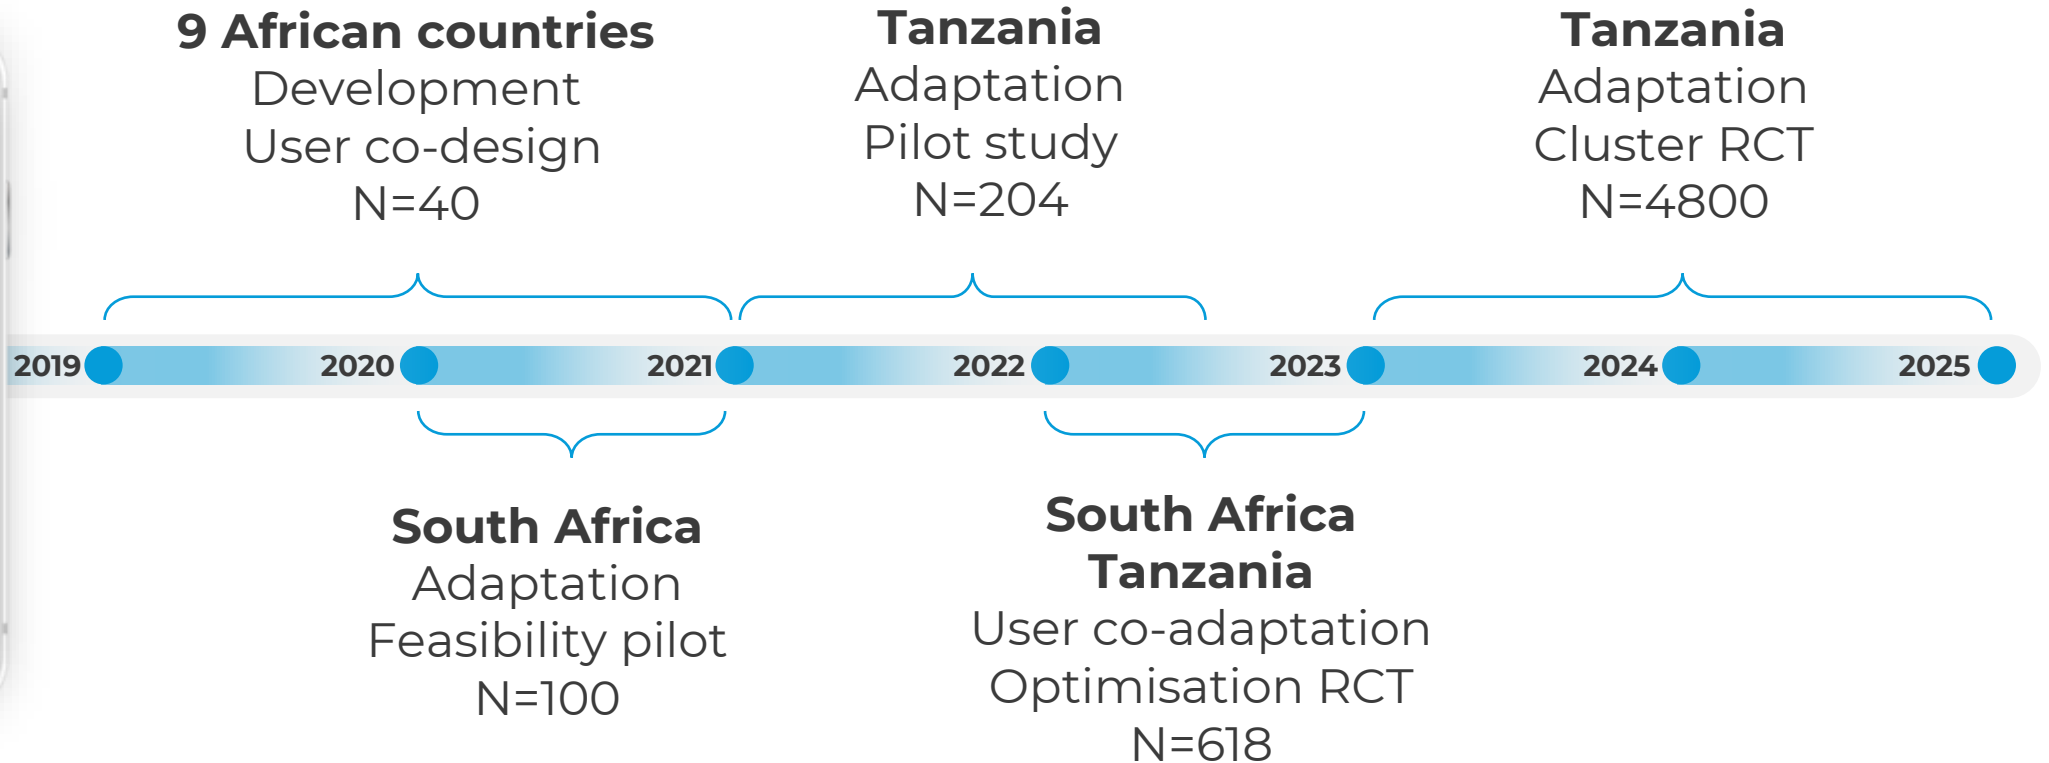 9 African countries
Development
User co-design
N=40
Tanzania
Adaptation
Pilot study
N=204
Tanzania
Adaptation
Cluster RCT
N=4800
2019
2020
2021
2022
2023
2024
2025
South Africa
Adaptation
Feasibility pilot
N=100
South Africa
Tanzania
User co-adaptation
Optimisation RCT
N=618